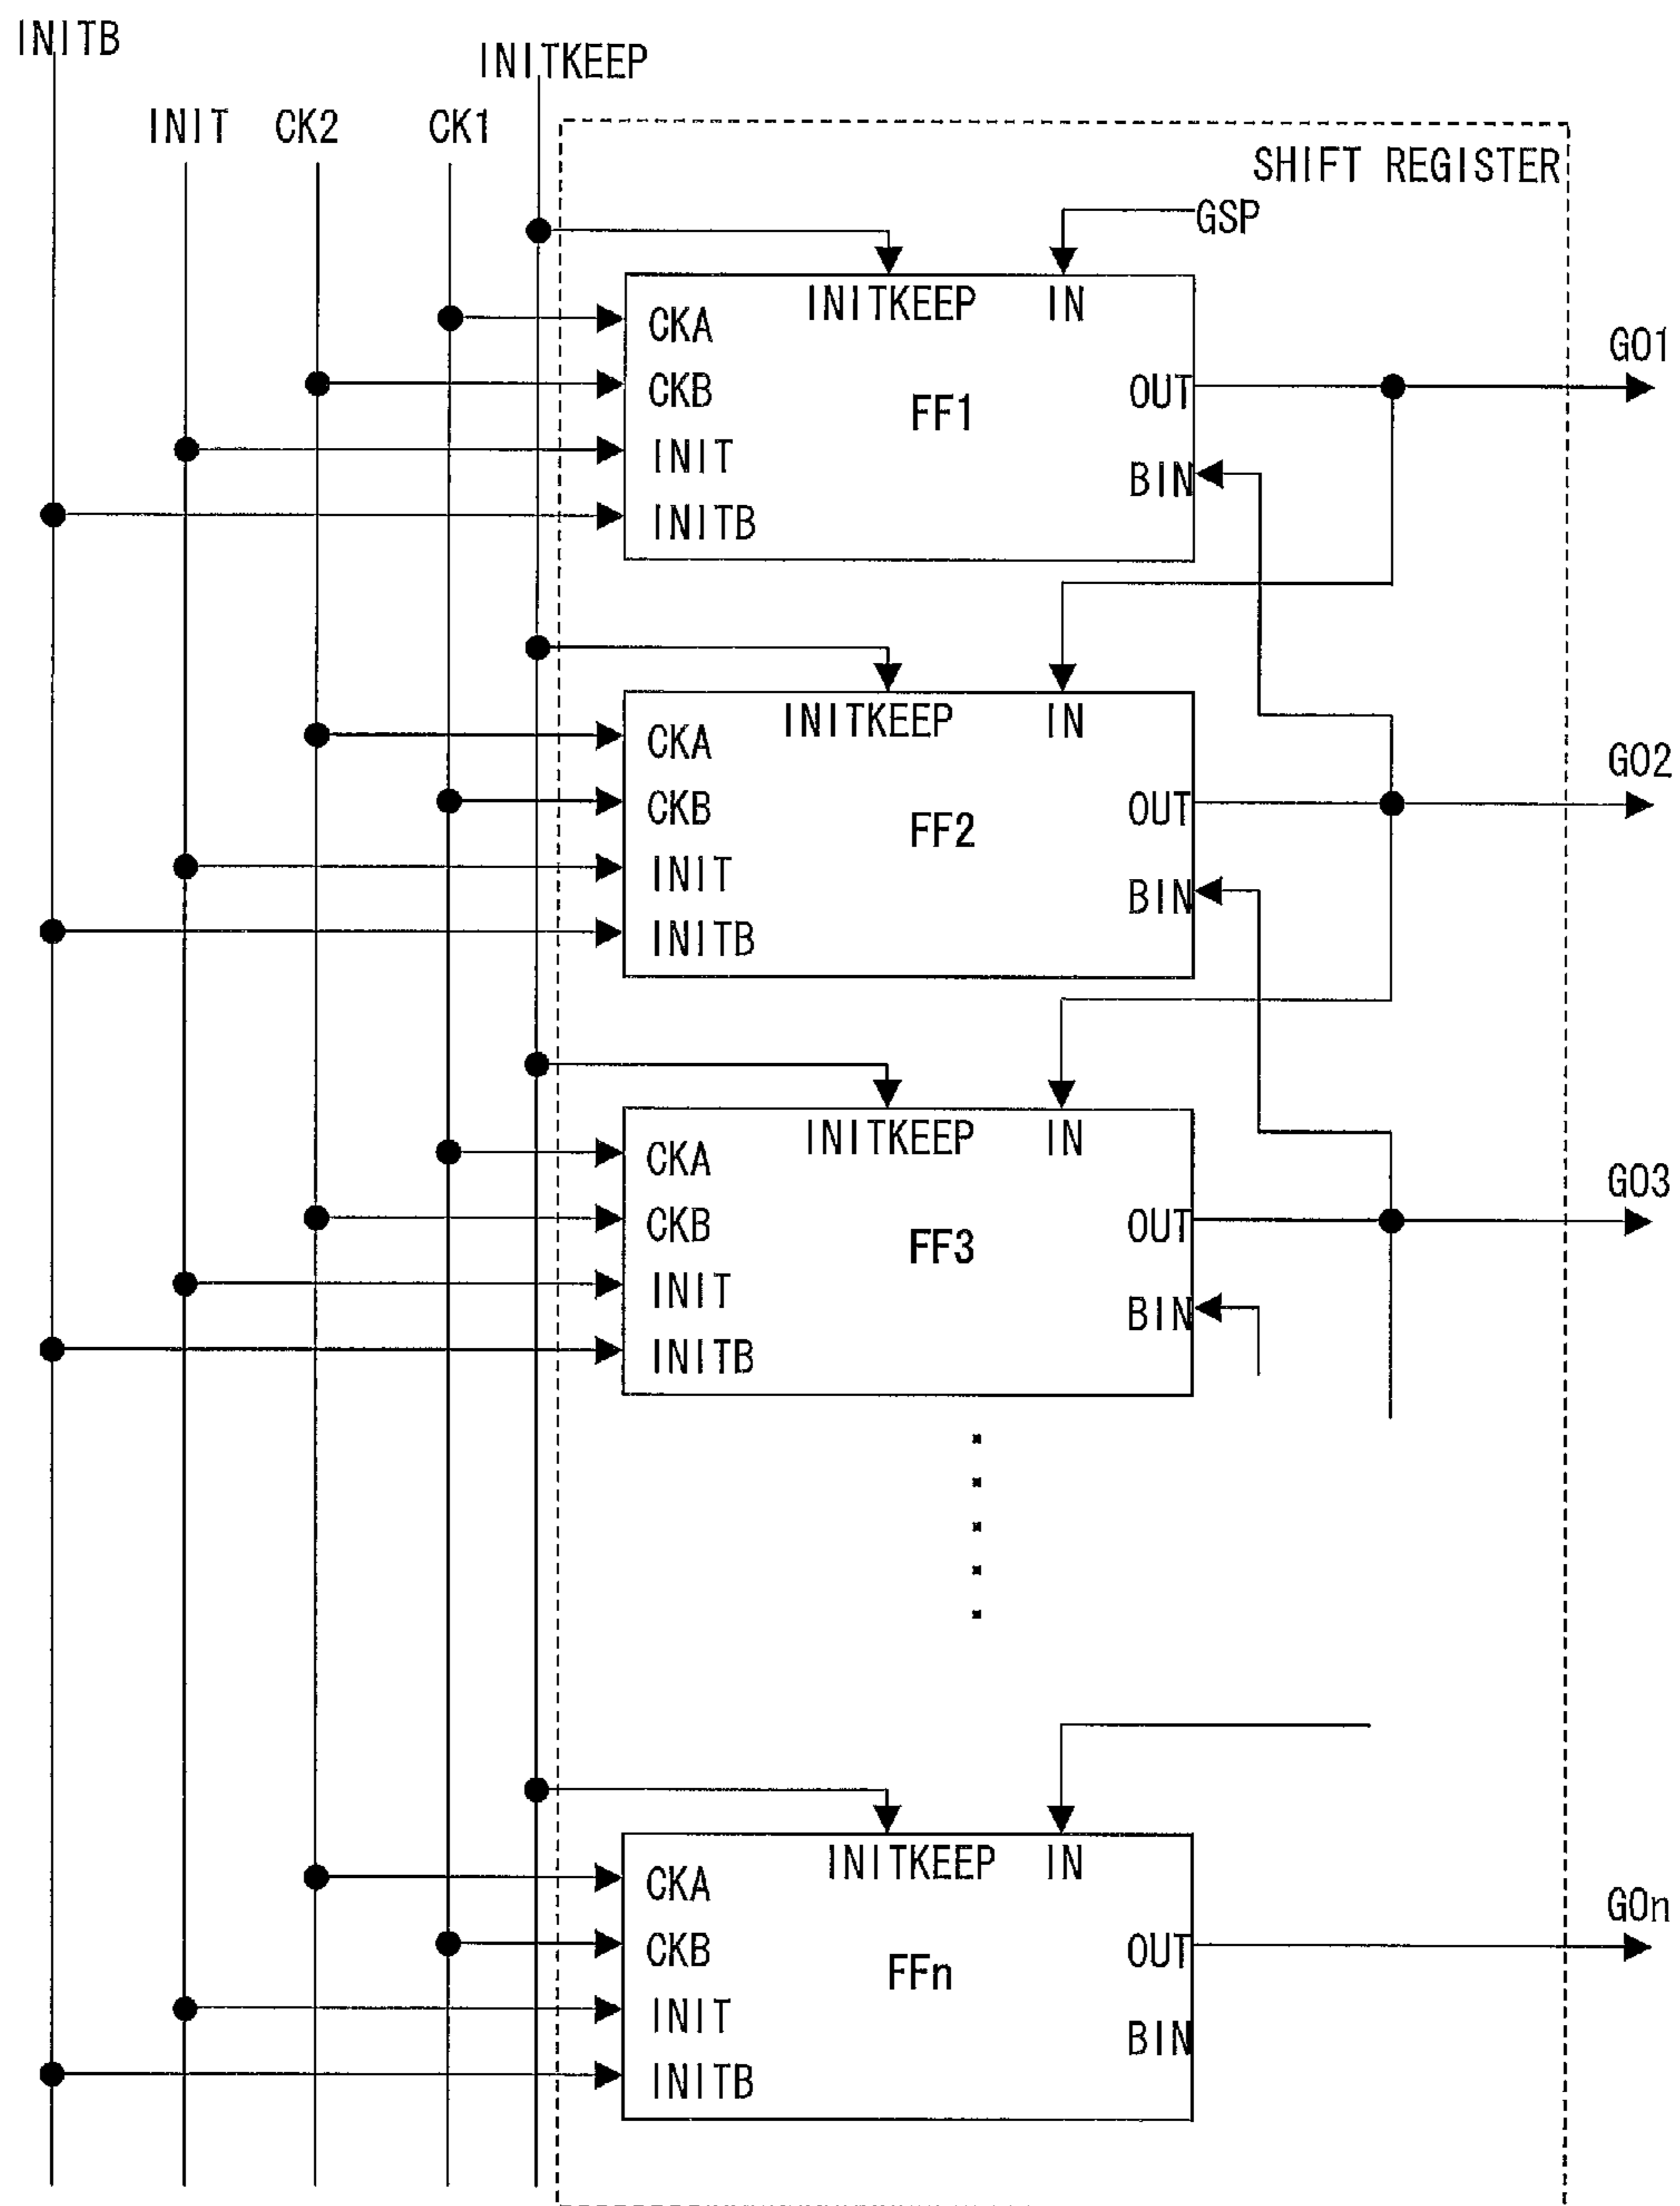 INITB
INITKEEP
INIT CK2 CK1
SHIFT REGISTER
GSP
INITKEEP IN
CKA
CKB
INIT
INITB
FF1
OUT
BIN
GO1
INITKEEP IN
CKA
CKB
INIT
INITB
FF2
OUT
BIN
GO2
INITKEEP IN
CKA
CKB
INIT
INITB
FF3
OUT
BIN
GO3
INITKEEP IN
CKA
CKB
INIT
INITB
FFn
OUT
BIN
GOn